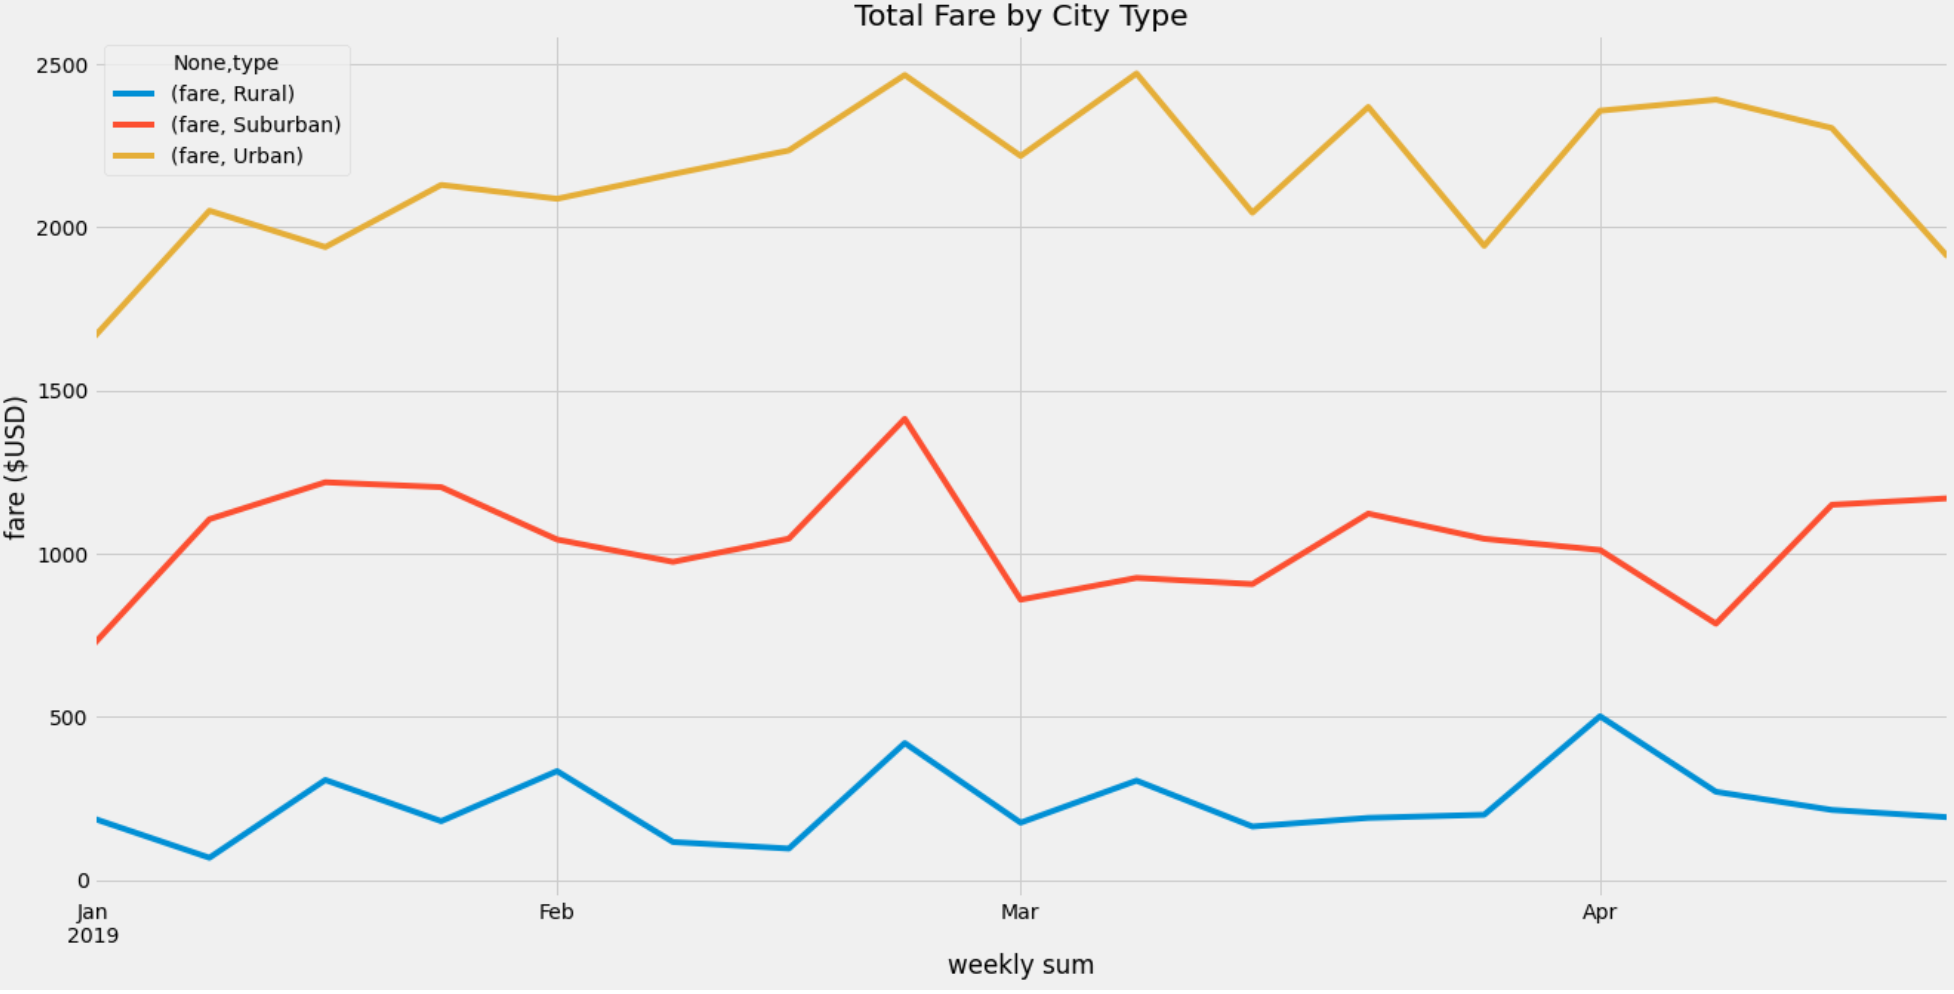 Total Fare by City Type
None,type
(fare, Rural)
(fare, Suburban)
(fare, Urban)
fare ($USD)
2500
2000
1500
1000
500
0
Jan
2019
Feb
Mar
Apr
weekly sum